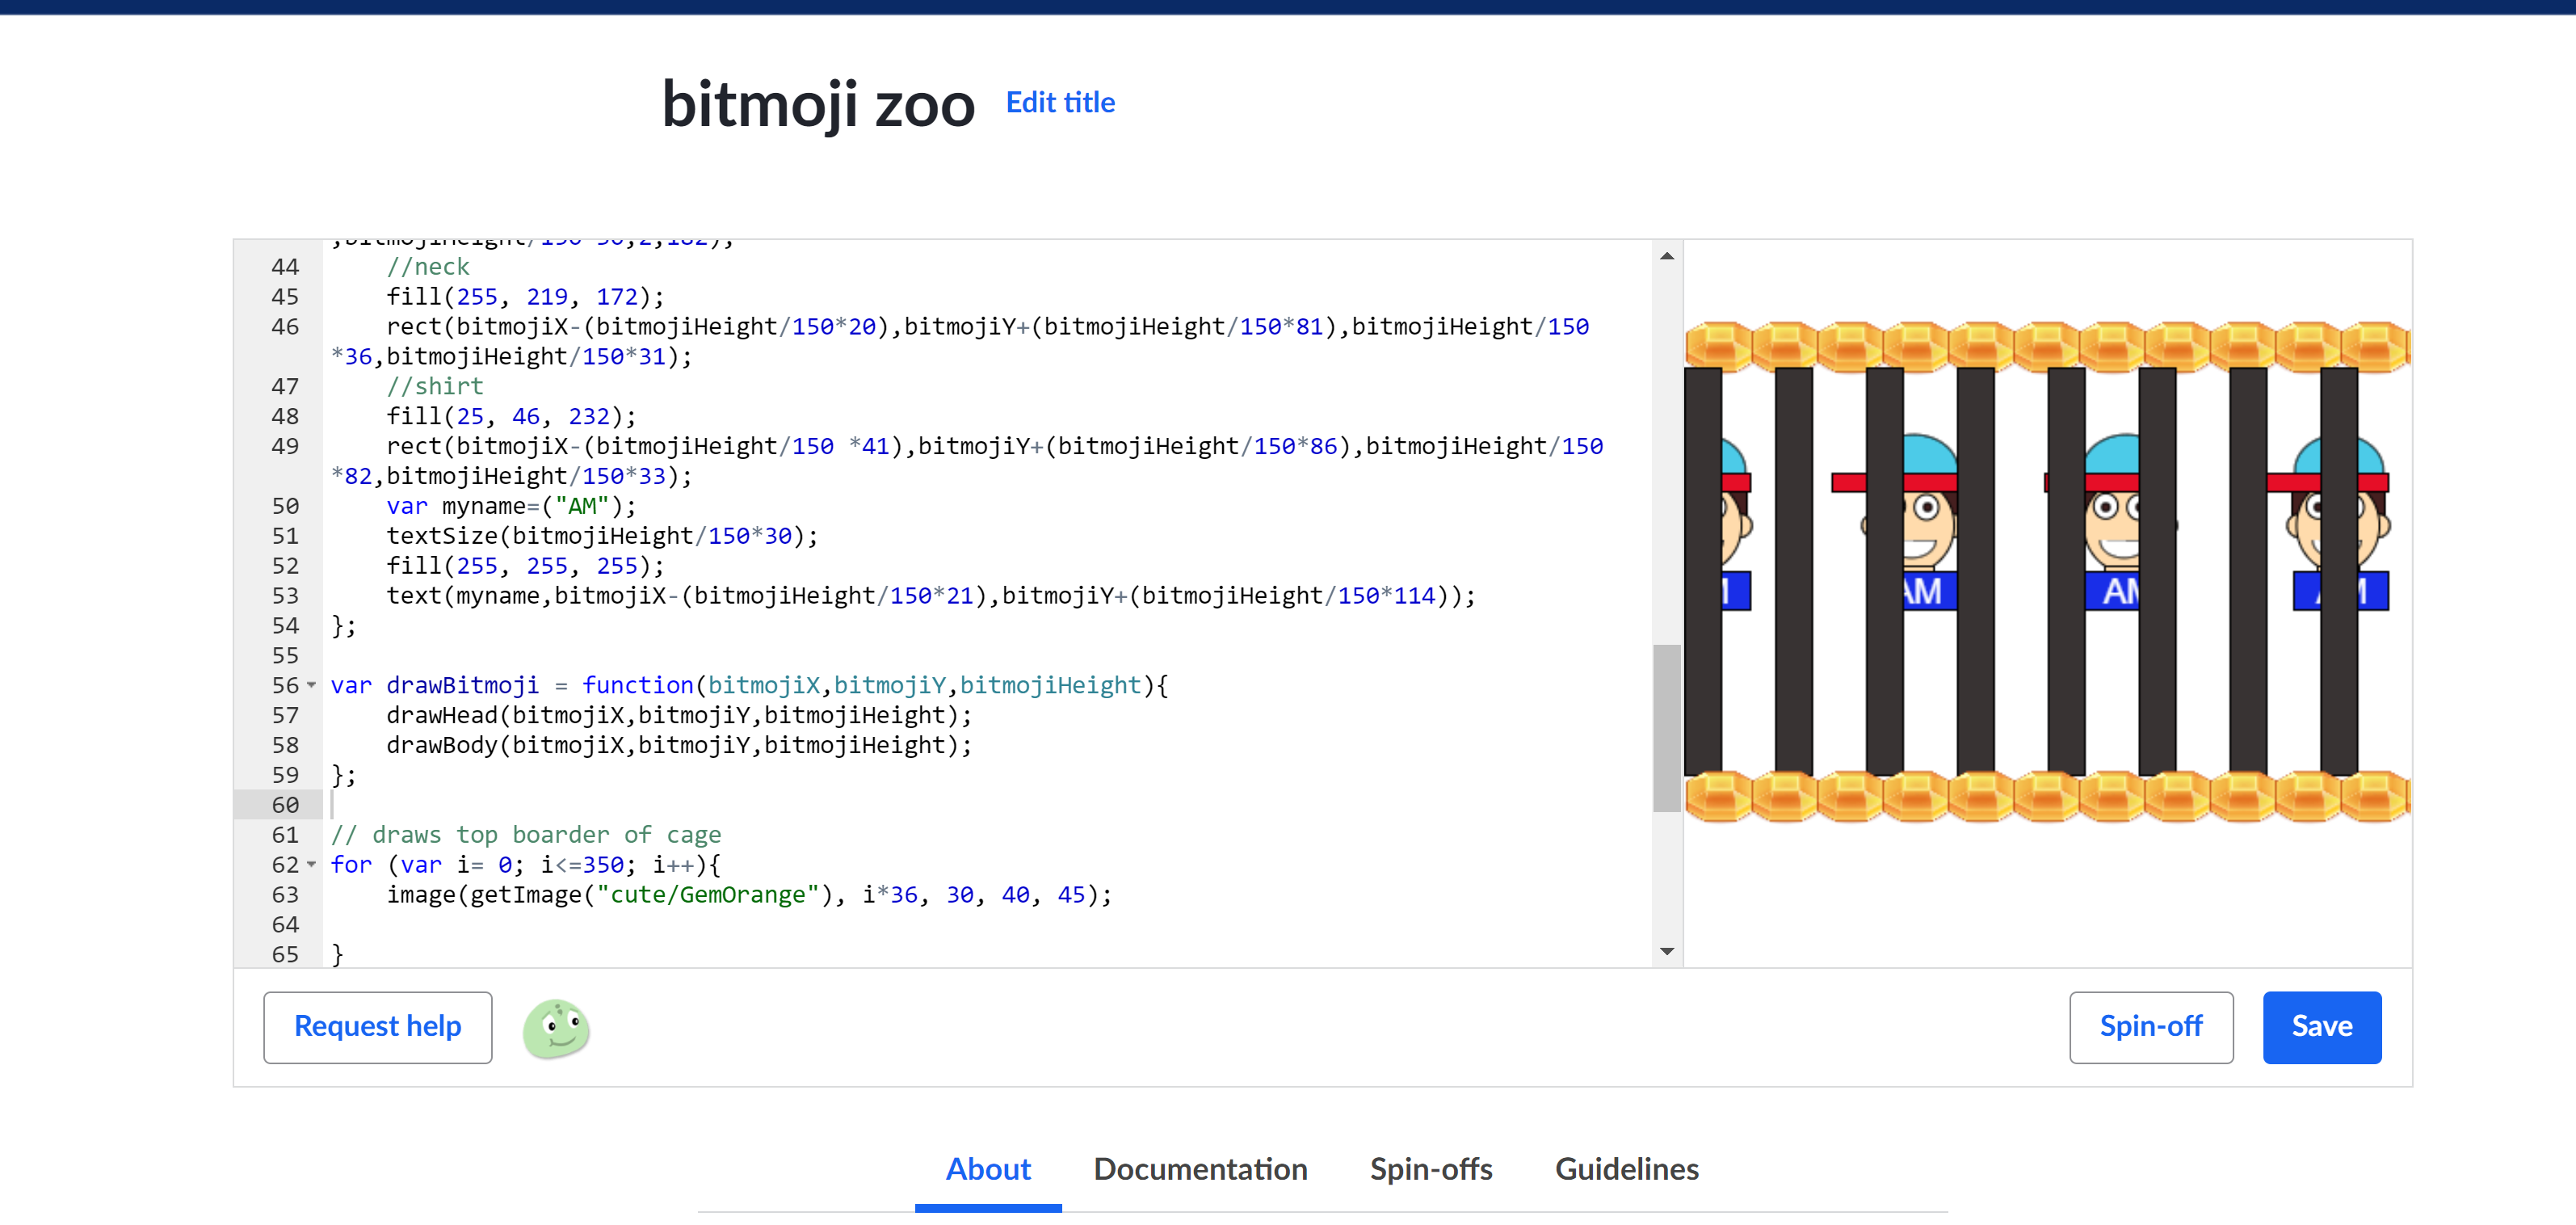 bitmoji zoo Edit title
44 //neck
45 fill(255, 219, 172);
46 rect(bitmojiX-(bitmojiHeight/150*20),bitmojiY+(bitmojiHeight/150*81),bitmojiHeight/150
*36,bitmojiHeight/150*31);
47 //shirt
48 fill(25, 46, 232);
49 rect(bitmojiX-(bitmojiHeight/150 *41),bitmojiY+(bitmojiHeight/150*86),bitmojiHeight/150
*82,bitmojiHeight/150*33);
50 var myname=("AM");
51 textSize(bitmojiHeight/150*30);
52 fill(255, 255, 255);
53 text(myname,bitmojiX-(bitmojiHeight/150*21),bitmojiY+(bitmojiHeight/150*114));
54 };
55
56 var drawBitmoji = function(bitmojiX,bitmojiY,bitmojiHeight){
57 drawHead(bitmojiX,bitmojiY,bitmojiHeight);
58 drawBody(bitmojiX,bitmojiY,bitmojiHeight);
59 };
60
61 // draws top boarder of cage
62 for (var i= 0; i<=350; i++){
63 image(getImage("cute/GemOrange"), i*36, 30, 40, 45);
64
65 }
AM AM
Request help Spin-off Save
About Documentation Spin-offs Guidelines